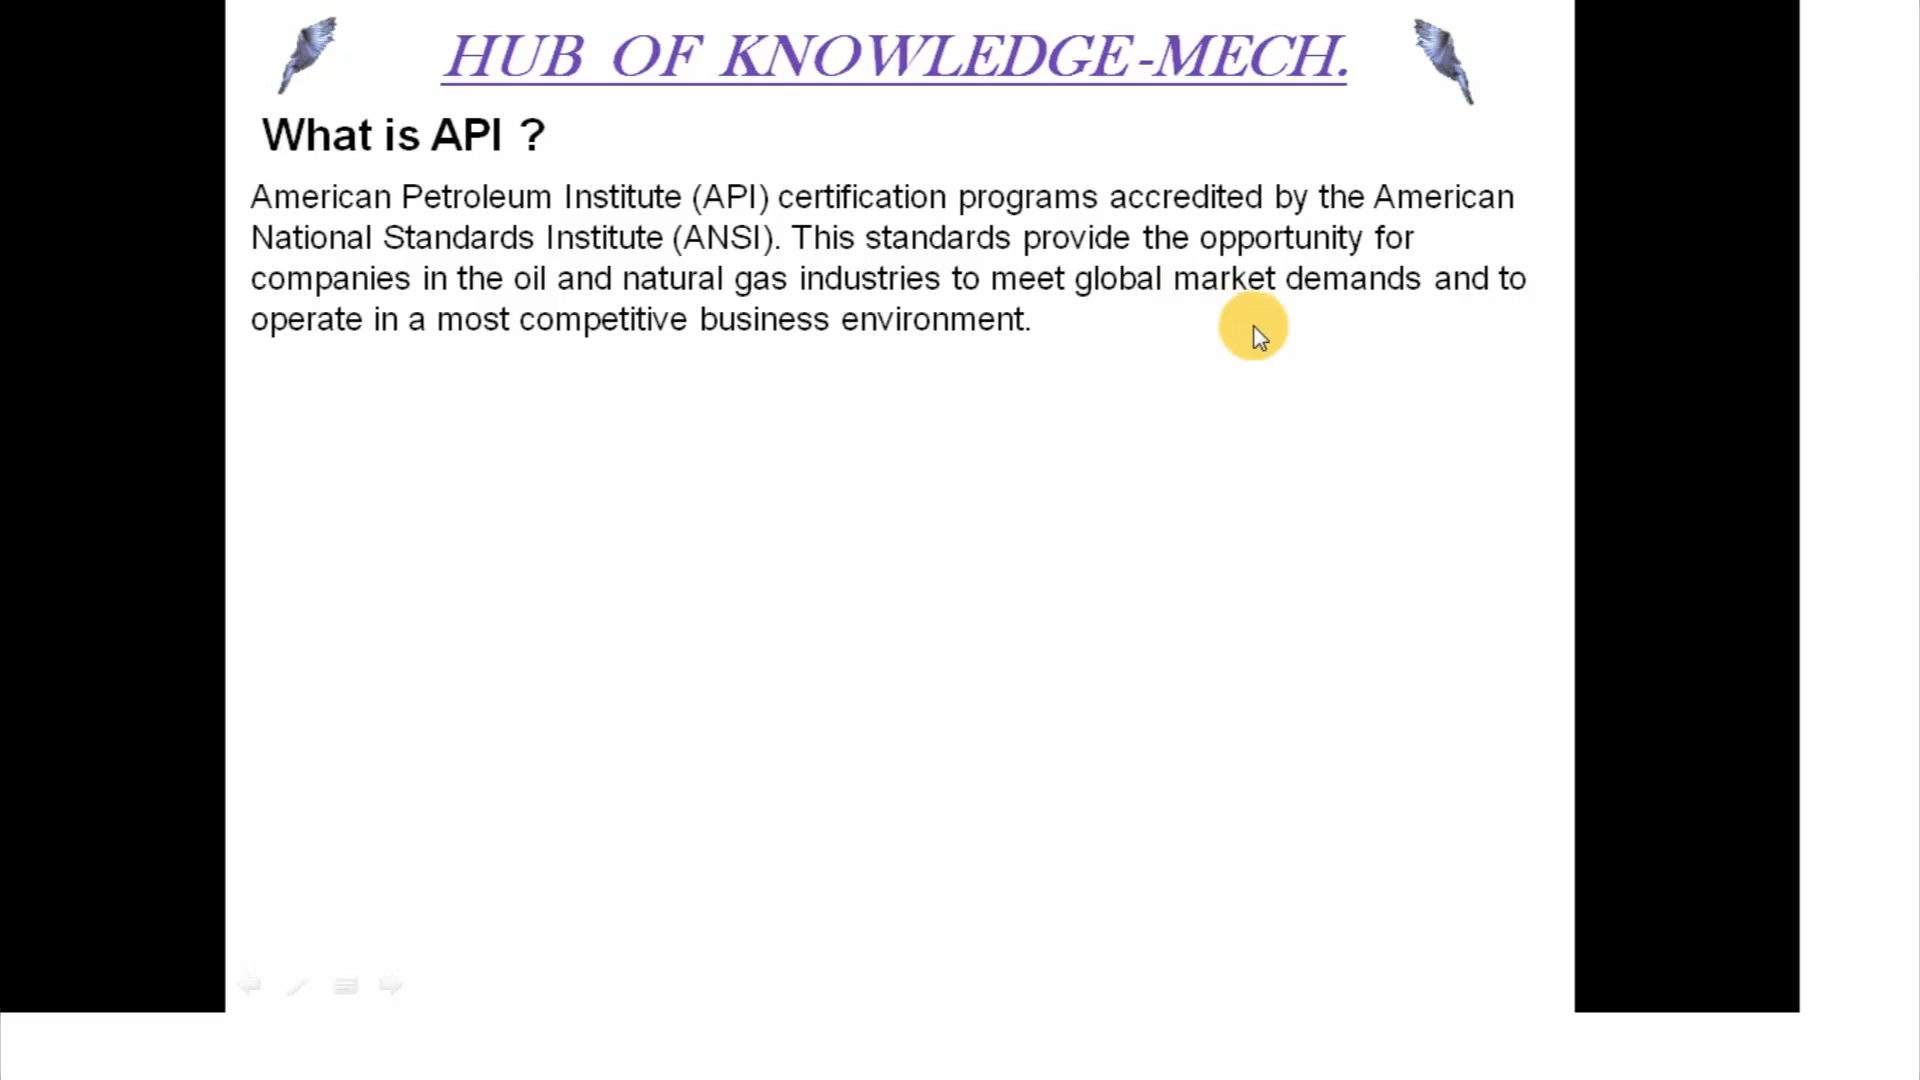 HUB OF KNOWLEDGE-MECH.
What is API ?
American Petroleum Institute (API) certification programs accredited by the American
National Standards Institute (ANSI). This standards provide the opportunity for
companies in the oil and natural gas industries to meet global market demands and to
operate in a most competitive business environment.